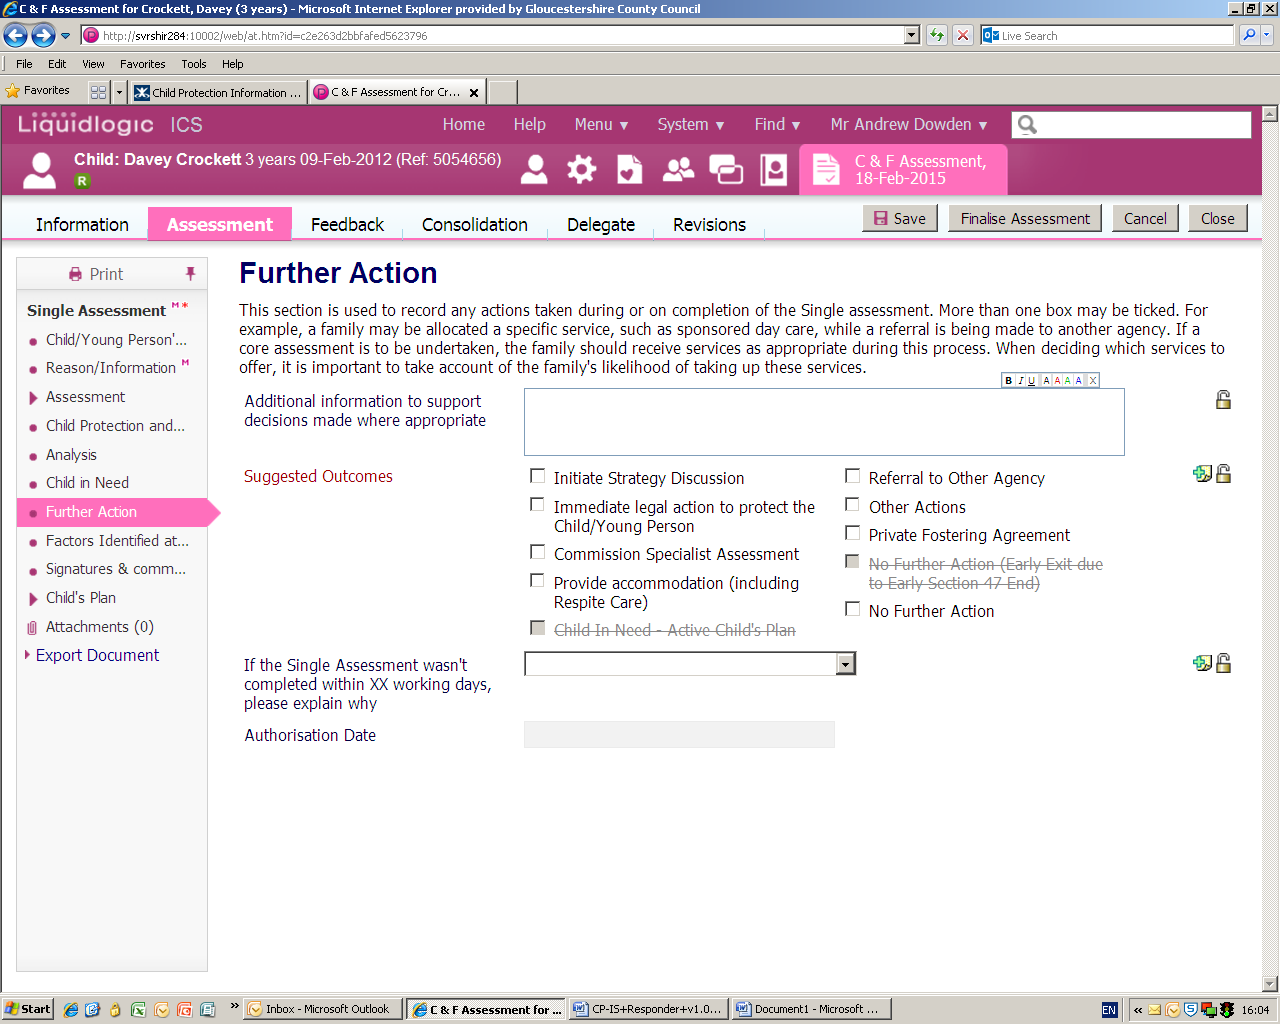 C & F Assessment for Crockett, Davey (3 years) - Microsoft Internet Explorer provided by Gloucestershire County Council
http://svrshir284:10002/web/at.htm?id=c2e263d2bbfafed5623796
Live Search
File Edit View Favorites Tools Help
Favorites
Child Protection Information ...
C & F Assessment for Cr...
Liquidlogic ICS
Home Help Menu ▼ System ▼ Find ▼ Mr Andrew Dowden ▼
Child: Davey Crockett 3 years 09-Feb-2012 (Ref: 5054656)
R
C & F Assessment,
18-Feb-2015
Information Assessment Feedback Consolidation Delegate Revisions
Save Finalise Assessment Cancel Close
Print
Single Assessment M *
Child/Young Person'...
Reason/Information M
Assessment
Child Protection and...
Analysis
Child in Need
Further Action
Factors Identified at...
Signatures & comm...
Child's Plan
Attachments (0)
Export Document
Further Action
This section is used to record any actions taken during or on completion of the Single assessment. More than one box may be ticked. For
example, a family may be allocated a specific service, such as sponsored day care, while a referral is being made to another agency. If a
core assessment is to be undertaken, the family should receive services as appropriate during this process. When deciding which services to
offer, it is important to take account of the family's likelihood of taking up these services.
B I U A A A A X
Additional information to support
decisions made where appropriate
Suggested Outcomes
Initiate Strategy Discussion
Immediate legal action to protect the
Child/Young Person
Commission Specialist Assessment
Provide accommodation (including
Respite Care)
Child In Need - Active Child's Plan
Referral to Other Agency
Other Actions
Private Fostering Agreement
No Further Action (Early Exit due
to Early Section 47 End)
No Further Action
If the Single Assessment wasn't
completed within XX working days,
please explain why
Authorisation Date
Start
Inbox - Microsoft Outlook
C & F Assessment for ...
CP-IS+Responder+v1.0...
Document1 - Microsoft ...
EN
16:04